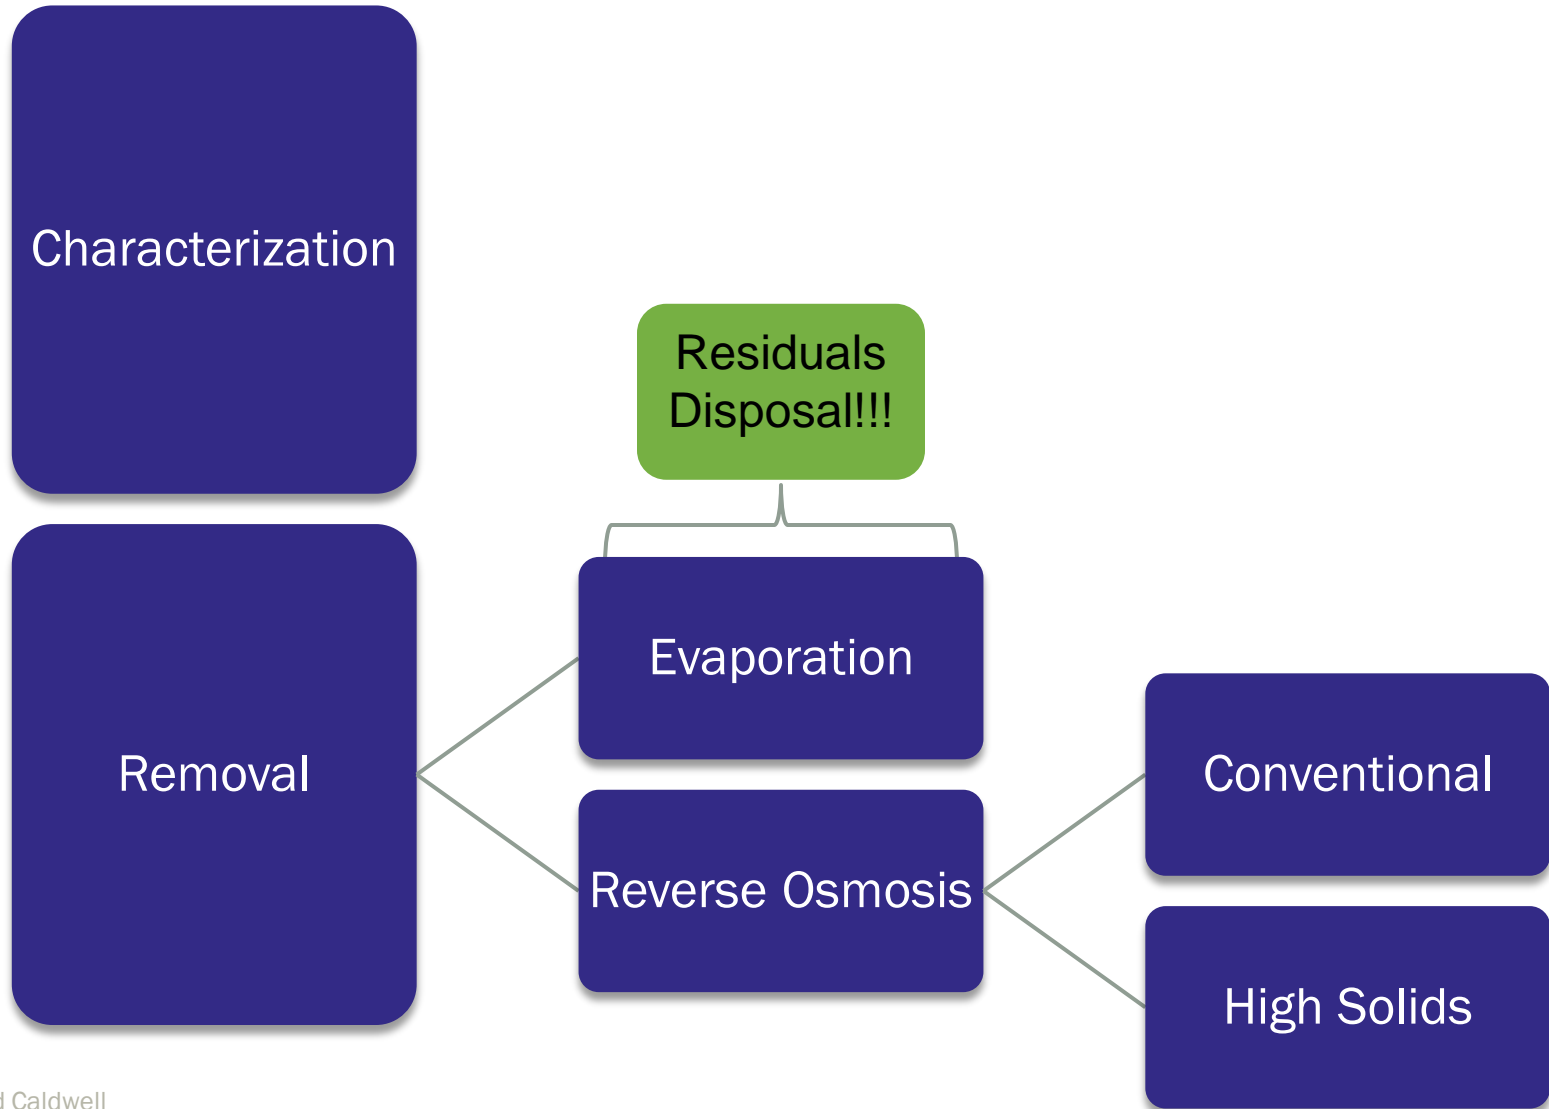 Characterization
Residuals
Disposal!!!
Evaporation
Removal
Conventional
Reverse Osmosis
High Solids
d Caldwell